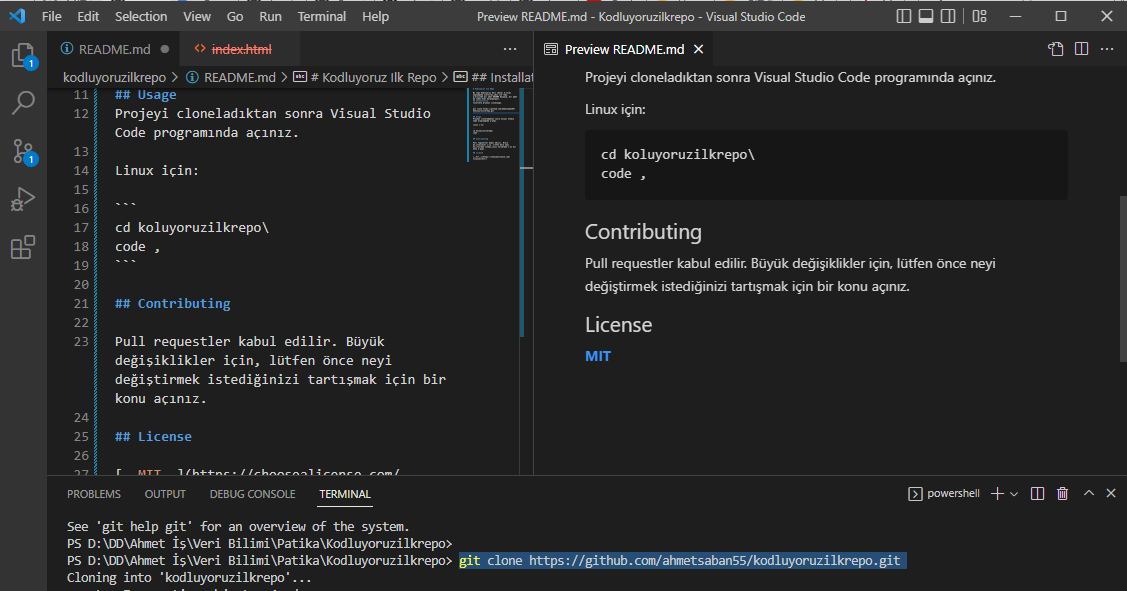 File Edit Selection View Go Run Terminal Help Preview README.md - Kodluyoruzilkrepo - Visual Studio Code
README.md index.html
kodluyoruzilkrepo > README.md > # Kodluyoruz Ilk Repo > ## Installat
11 ## Usage
12 Projeyi cloneladıktan sonra Visual Studio
Code programında açınız.
13
14 Linux için:
15
16 ```
17 cd koluyoruzilkrepo\
18 code ,
19 ```
20
21 ## Contributing
22
23 Pull requestler kabul edilir. Büyük
değişiklikler için, lütfen önce neyi
değiştirmek istediğinizi tartışmak için bir
konu açınız.
24
25 ## License
26
27 [ MIT ](https://choosealicense.com/
Preview README.md
Projeyi cloneladıktan sonra Visual Studio Code programında açınız.
Linux için:
cd koluyoruzilkrepo\
code ,
Contributing
Pull requestler kabul edilir. Büyük değişiklikler için, lütfen önce neyi
değiştirmek istediğinizi tartışmak için bir konu açınız.
License
MIT
PROBLEMS OUTPUT DEBUG CONSOLE TERMINAL powershell
See 'git help git' for an overview of the system.
PS D:\DD\Ahmet İş\Veri Bilimi\Patika\Kodluyoruzilkrepo>
PS D:\DD\Ahmet İş\Veri Bilimi\Patika\Kodluyoruzilkrepo> git clone https://github.com/ahmetsaban55/kodluyoruzilkrepo.git
Cloning into 'kodluyoruzilkrepo'...
1
1